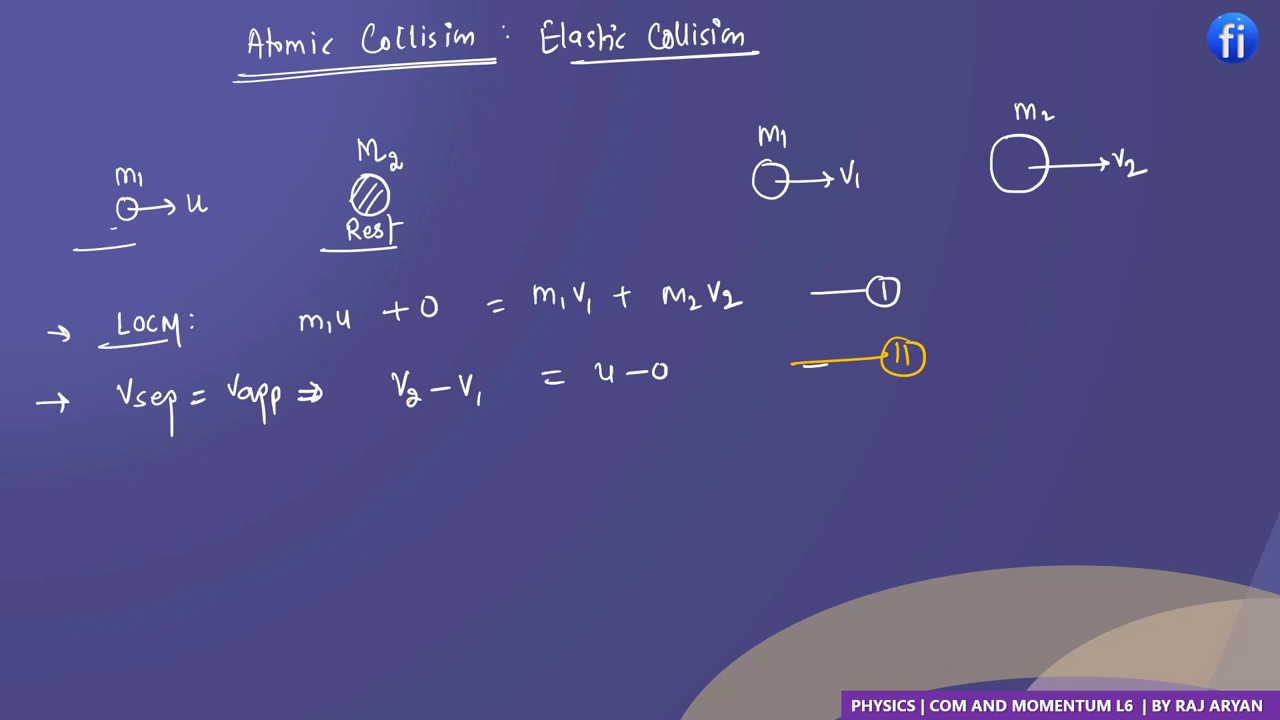 Atomic Collision : Elastic Collision
fi
m₁ → u
M₂
Rest
m₁ → v₁
m₂ → v₂
→ LOCM: m₁u + 0 = m₁v₁ + m₂v₂ — I
→ Vsep = Vapp ⇒ v₂ - v₁ = u - 0 — II
PHYSICS | COM AND MOMENTUM L6 | BY RAJ ARYAN